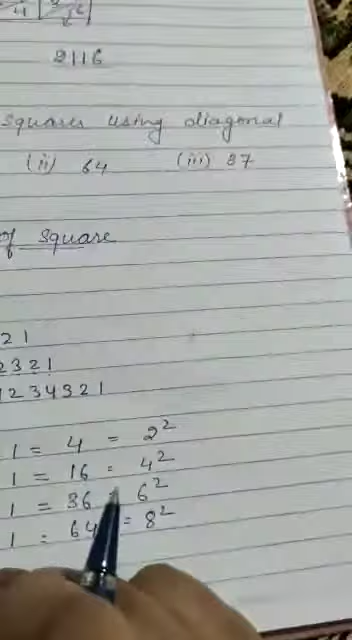 2116
squares using diagonal
(ii) 64 (iii) 87
of square
21
2321
1234321
1 = 4 = 2²
1 = 16 = 4²
1 = 36 = 6²
1 = 64 = 8²